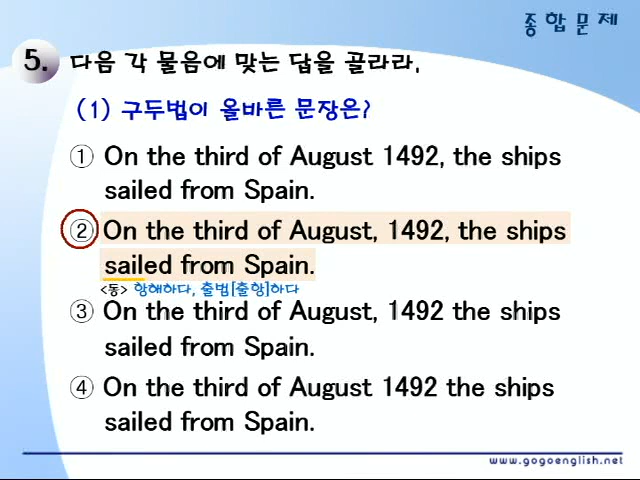 종합문제
5. 다음 각 물음에 맞는 답을 골라라.
(1) 구두법이 올바른 문장은?
① On the third of August 1492, the ships
sailed from Spain.
② On the third of August, 1492, the ships
sailed from Spain.
<동> 항해하다, 출범[출항]하다
③ On the third of August, 1492 the ships
sailed from Spain.
④ On the third of August 1492 the ships
sailed from Spain.
www.gogoenglish.net